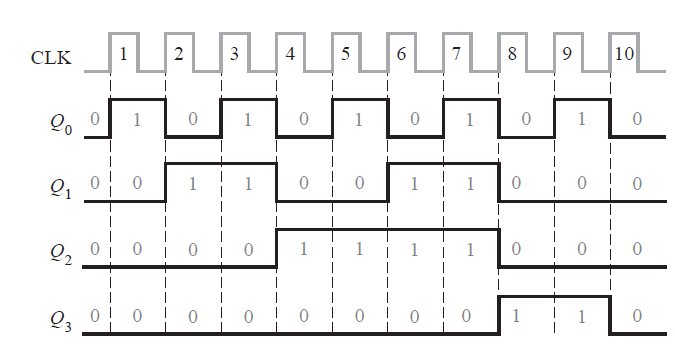 CLK 1 2 3 4 5 6 7 8 9 10
Q0 0 1 0 1 0 1 0 1 0 1 0
Q1 0 0 1 1 0 0 1 1 0 0 0
Q2 0 0 0 0 1 1 1 1 0 0 0
Q3 0 0 0 0 0 0 0 0 1 1 0